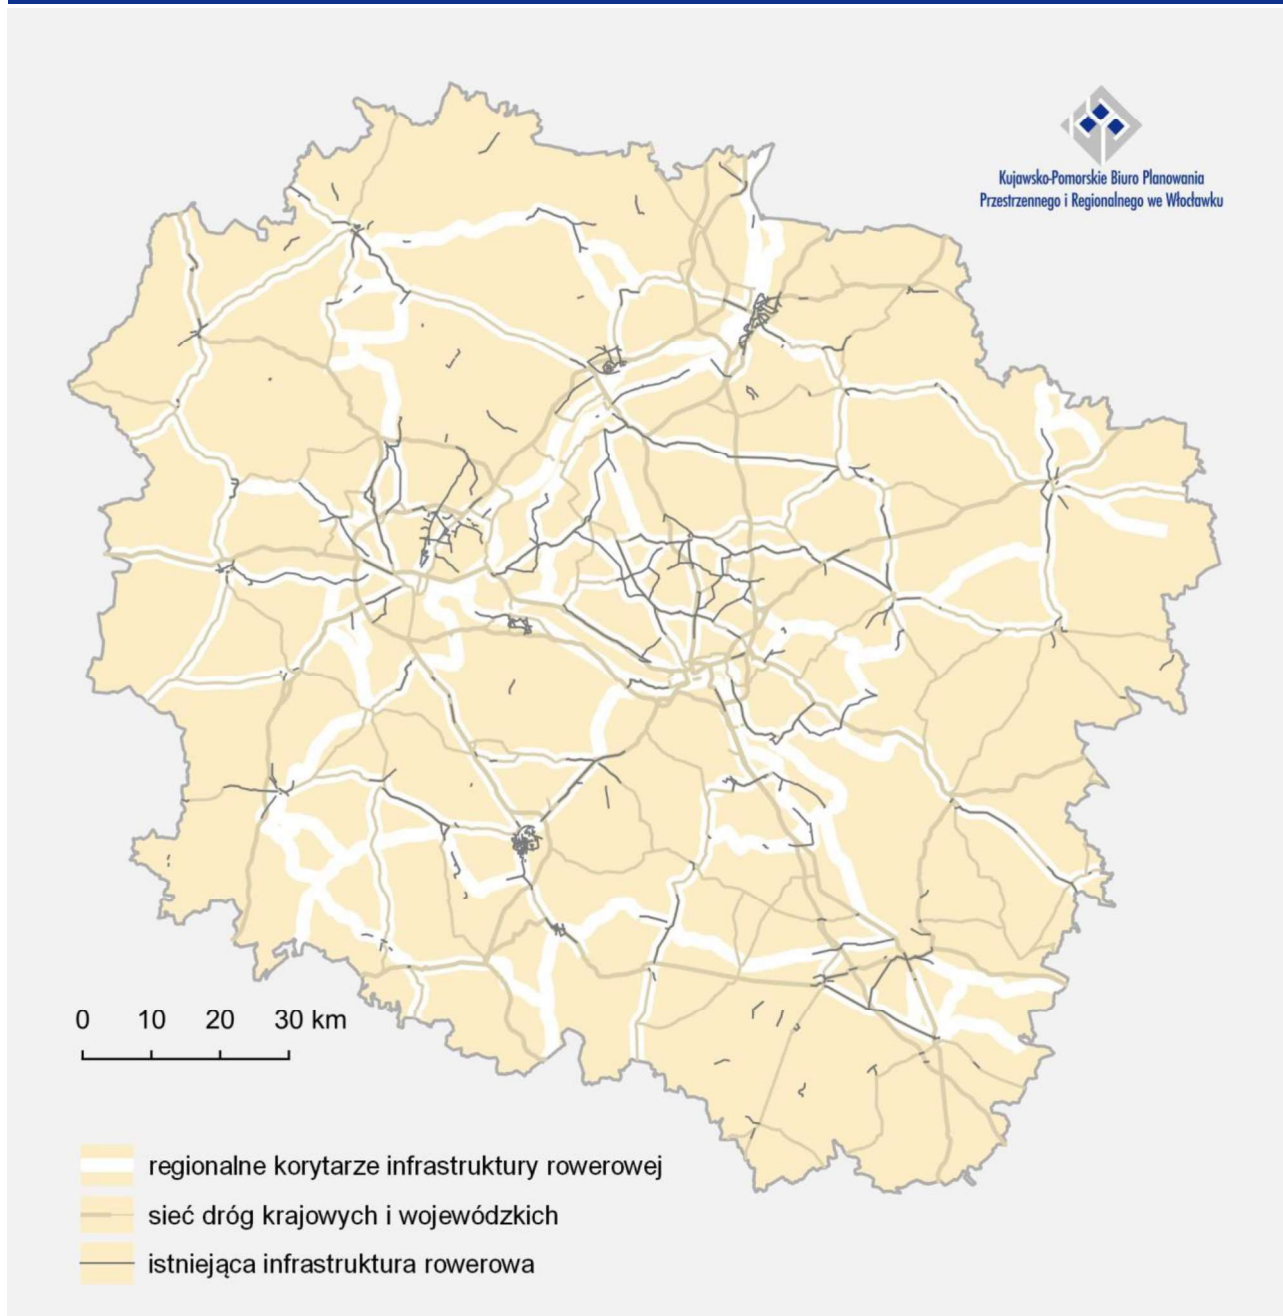 Kujawsko-Pomorskie Biuro Planowania
Przestrzennego i Regionalnego we Włocławku
0 10 20 30 km
regionalne korytarze infrastruktury rowerowej
sieć dróg krajowych i wojewódzkich
istniejąca infrastruktura rowerowa